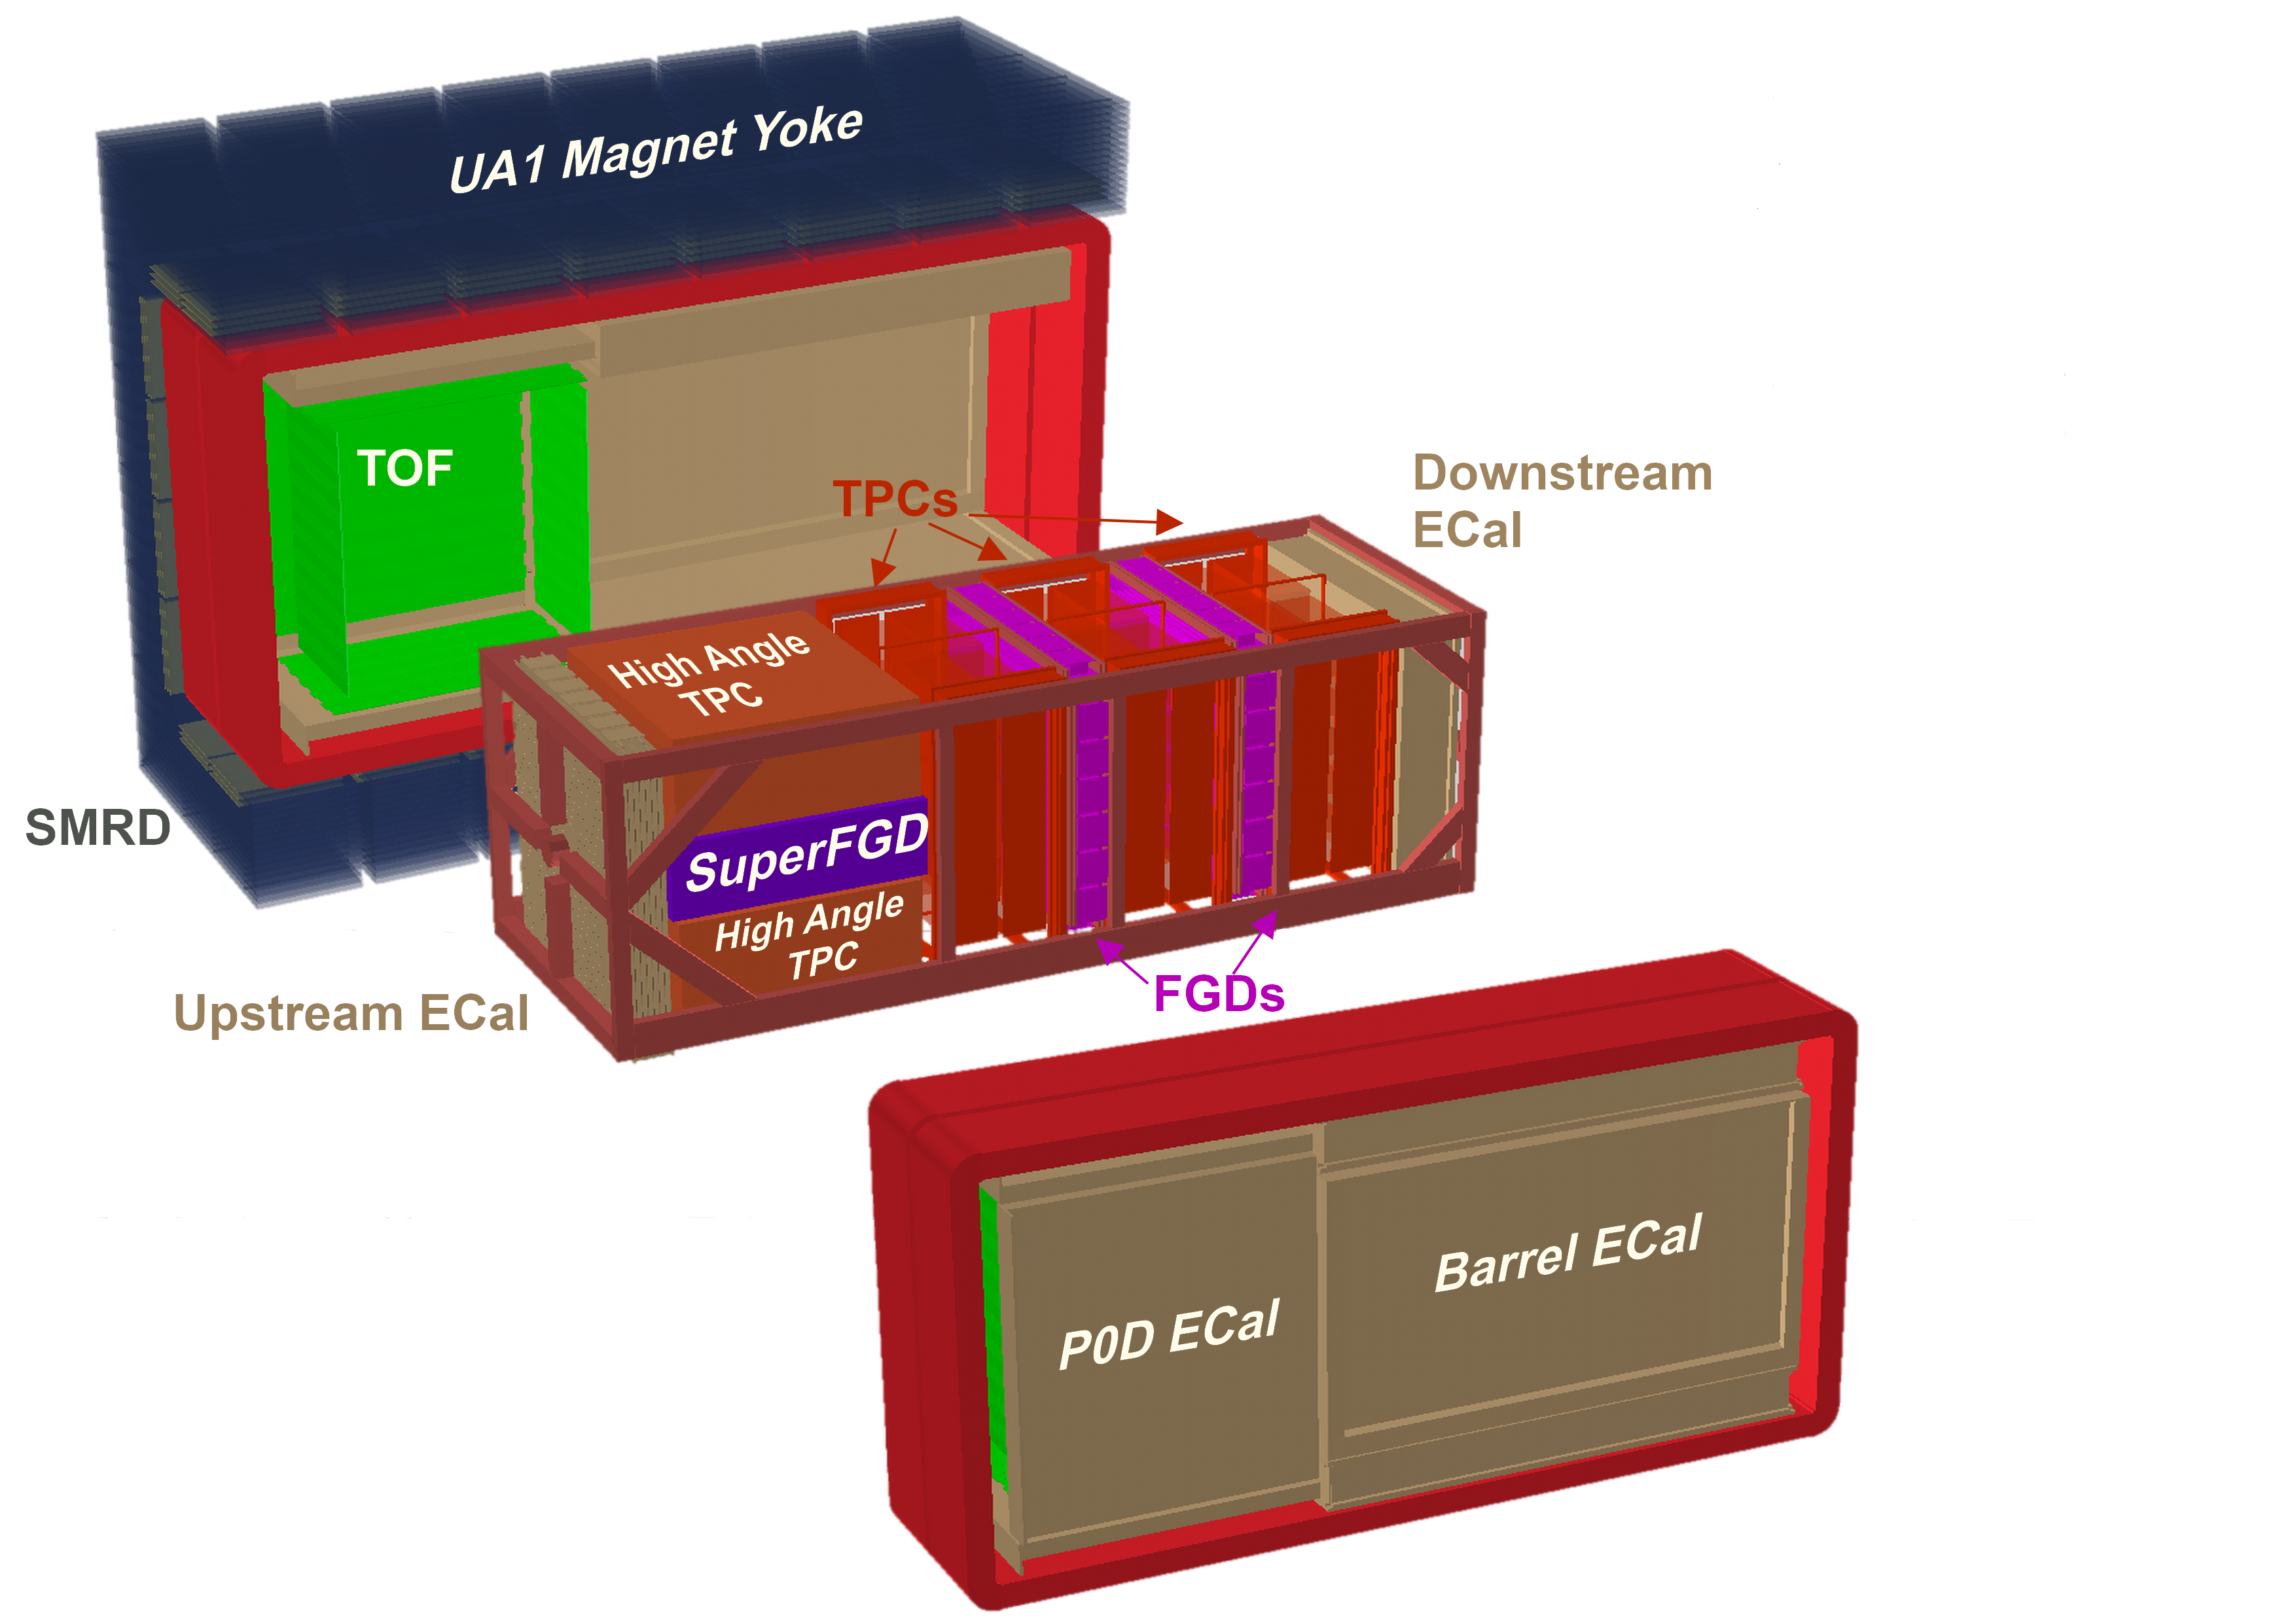 UA1 Magnet Yoke
TOF
TPCs
Downstream
ECal
High Angle
TPC
SMRD
SuperFGD
High Angle
TPC
Upstream ECal
FGDs
P0D ECal
Barrel ECal